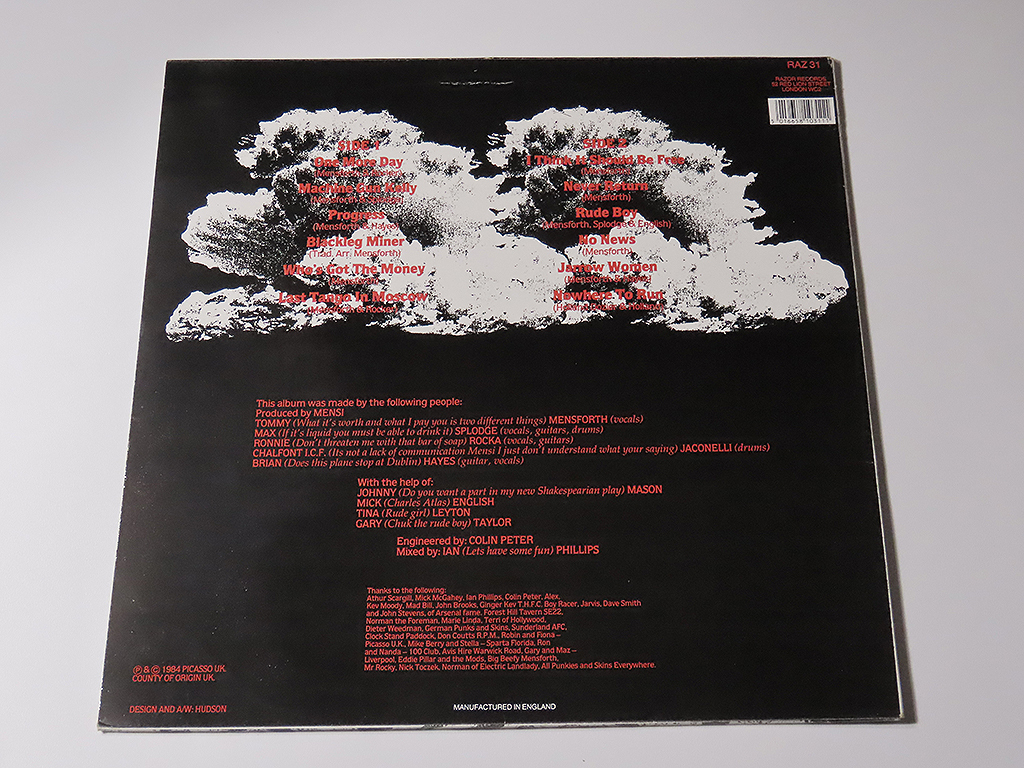 RAZ 31
RAZOR RECORDS
52 RED LION STREET
LONDON WC2
5 016658 103111
SIDE 1
One More Day
Machine Gun Kelly
Progress
(Mensforth & Hayes)
Blackleg Miner
(Trad. Arr. Mensforth)
Who's Got The Money
(Mensforth)
Last Tango In Moscow
SIDE 2
I Think It Should Be Free
(Mensforth)
Never Return
(Mensforth)
Rude Boy
(Mensforth, Splodge & English)
No News
(Mensforth)
Jarrow Women
Nowhere To Run
This album was made by the following people:
Produced by MENSI
TOMMY (What it's worth and what I pay you is two different things) MENSFORTH (vocals)
MAX (If it's liquid you must be able to drink it) SPLODGE (vocals, guitars, drums)
RONNIE (Don't threaten me with that bar of soap) ROCKA (vocals, guitars)
CHALFONT I.C.F. (Its not a lack of communication Mensi I just don't understand what your saying) JACONELLI (drums)
BRIAN (Does this plane stop at Dublin) HAYES (guitar, vocals)
With the help of:
JOHNNY (Do you want a part in my new Shakespearian play) MASON
MICK (Charles Atlas) ENGLISH
TINA (Rude girl) LEYTON
GARY (Chuk the rude boy) TAYLOR
Engineered by: COLIN PETER
Mixed by: IAN (Lets have some fun) PHILLIPS
Thanks to the following:
Athur Scargill, Mick McGahey, Ian Phillips, Colin Peter, Alex,
Kev Moody, Mad Bill, John Brooks, Ginger Kev T.H.F.C, Boy Racer, Jarvis, Dave Smith
and John Stevens, of Arsenal fame. Forest Hill Tavern SE22,
Norman the Foreman, Marie Linda, Terri of Hollywood,
Dieter Weedman, German Punks and Skins, Sunderland AFC,
Clock Stand Paddock, Don Coutts R.P.M., Robin and Fiona –
Picasso U.K., Mike Berry and Stella – Sparta Florida, Ron
and Nanda – 100 Club, Avis Hire Warwick Road, Gary and Maz –
Liverpool, Eddie Pillar and the Mods, Big Beefy Mensforth,
Mr Rocky, Nick Toczek, Norman of Electric Landlady, All Punkies and Skins Everywhere.
Ⓟ & © 1984 PICASSO UK.
COUNTY OF ORIGIN UK.
DESIGN AND A/W: HUDSON
MANUFACTURED IN ENGLAND